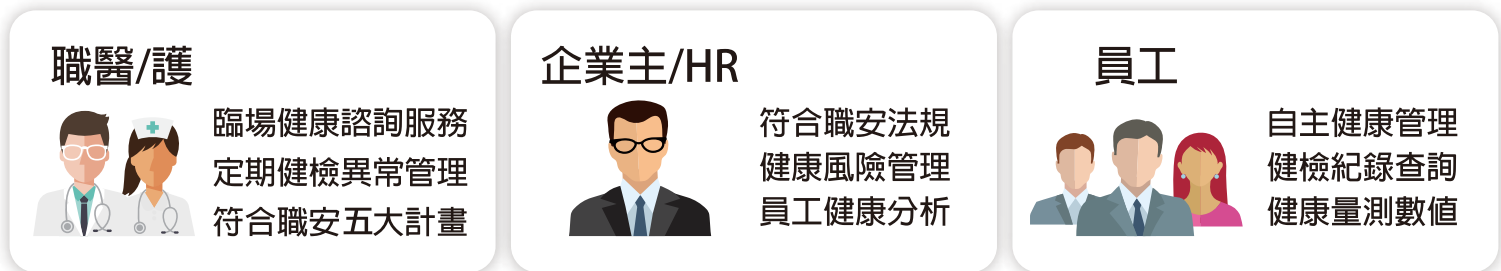 職醫/護
臨場健康諮詢服務
定期健檢異常管理
符合職安五大計畫
企業主/HR
符合職安法規
健康風險管理
員工健康分析
員工
自主健康管理
健檢紀錄查詢
健康量測數值